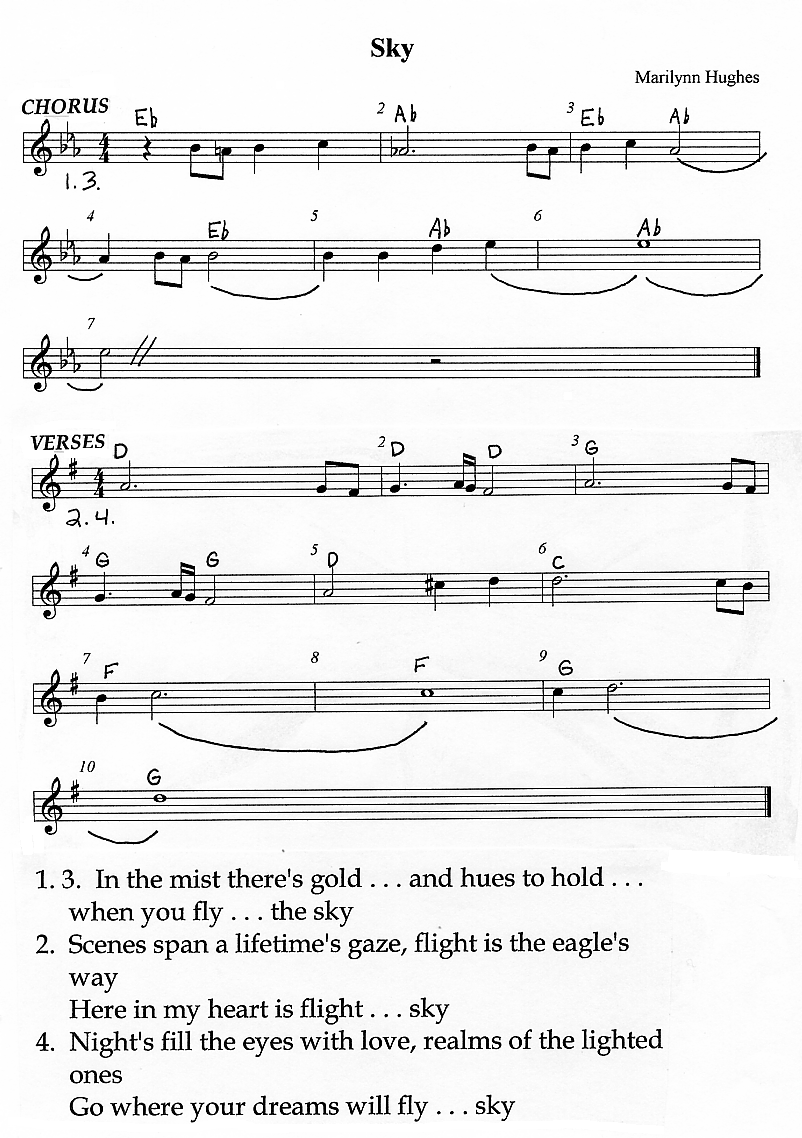 Sky
Marilynn Hughes
CHORUS
Eb 2 Ab 3 Eb Ab
1. 3.
4 Eb 5 Ab 6 Ab
7
VERSES
D 2 D D 3 G
2. 4.
4 G G 5 D 6 C
7 F 8 F 9 G
10 G
1. 3. In the mist there's gold . . . and hues to hold . . .
when you fly . . . the sky
2. Scenes span a lifetime's gaze, flight is the eagle's
way
Here in my heart is flight . . . sky
4. Night's fill the eyes with love, realms of the lighted
ones
Go where your dreams will fly . . . sky